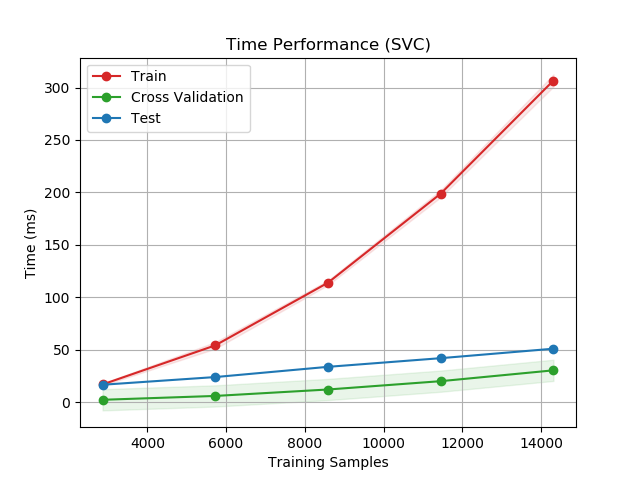 Time Performance (SVC)
Train
Cross Validation
Test
Time (ms)
300
250
200
150
100
50
0
4000 6000 8000 10000 12000 14000
Training Samples